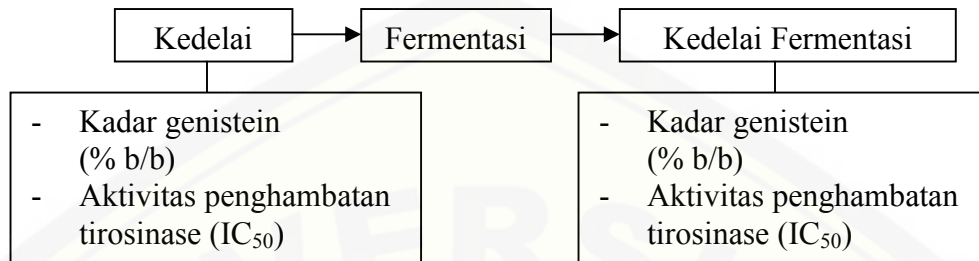 Kedelai
Fermentasi
Kedelai Fermentasi
- Kadar genistein
(% b/b)
- Aktivitas penghambatan
tirosinase (IC₅₀)
- Kadar genistein
(% b/b)
- Aktivitas penghambatan
tirosinase (IC₅₀)